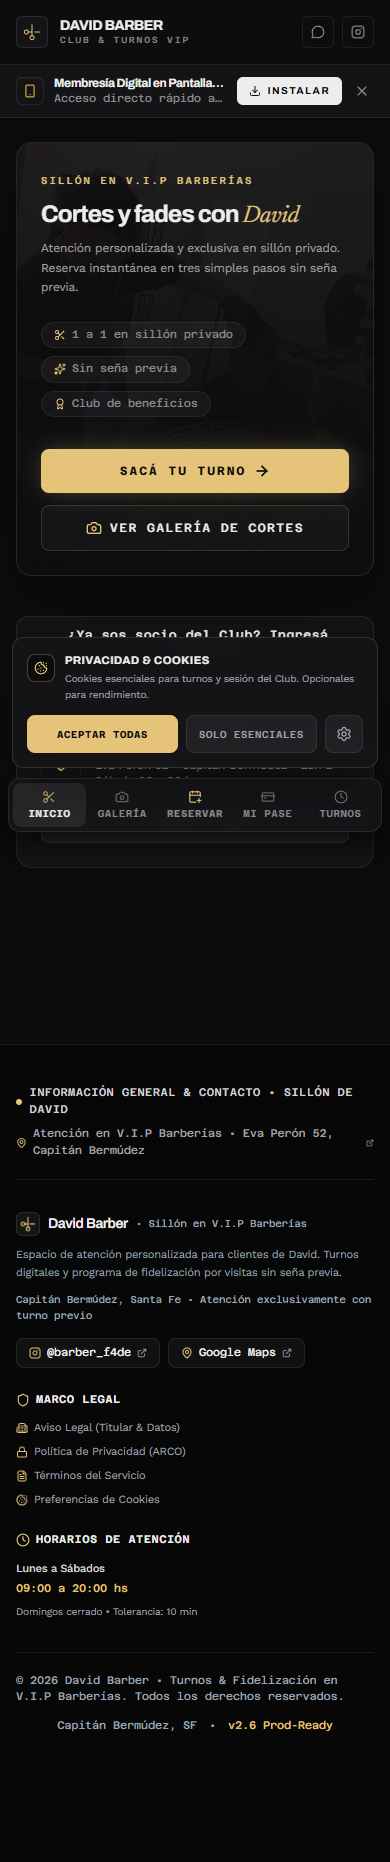 DAVID BARBER
CLUB & TURNOS VIP
Membresía Digital en Pantalla...
Acceso directo rápido a...
INSTALAR
SILLÓN EN V.I.P BARBERÍAS
Cortes y fades con David
Atención personalizada y exclusiva en sillón privado.
Reserva instantánea en tres simples pasos sin seña
previa.
1 a 1 en sillón privado
Sin seña previa
Club de beneficios
SACÁ TU TURNO →
VER GALERÍA DE CORTES
¿Ya sos socio del Club? Ingresá
PRIVACIDAD & COOKIES
Cookies esenciales para turnos y sesión del Club. Opcionales
para rendimiento.
ACEPTAR TODAS
SOLO ESENCIALES
INICIO
GALERÍA
RESERVAR
MI PASE
TURNOS
INFORMACIÓN GENERAL & CONTACTO • SILLÓN DE
DAVID
Atención en V.I.P Barberías • Eva Perón 52,
Capitán Bermúdez
David Barber • Sillón en V.I.P Barberías
Espacio de atención personalizada para clientes de David. Turnos
digitales y programa de fidelización por visitas sin seña previa.
Capitán Bermúdez, Santa Fe • Atención exclusivamente con
turno previo
@barber_f4de
Google Maps
MARCO LEGAL
Aviso Legal (Titular & Datos)
Política de Privacidad (ARCO)
Términos del Servicio
Preferencias de Cookies
HORARIOS DE ATENCIÓN
Lunes a Sábados
09:00 a 20:00 hs
Domingos cerrado • Tolerancia: 10 min
© 2026 David Barber • Turnos & Fidelización en
V.I.P Barberías. Todos los derechos reservados.
Capitán Bermúdez, SF • v2.6 Prod-Ready